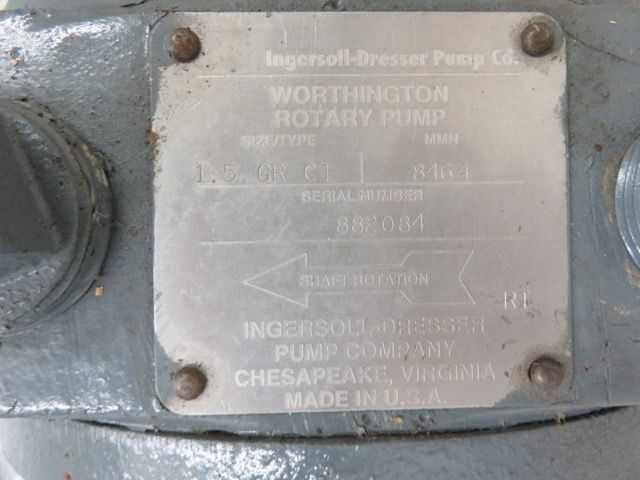 Ingersoll-Dresser Pump Co.
WORTHINGTON
ROTARY PUMP
SIZE/TYPE MMN
1.5 GR CT 8464
SERIAL NUMBER
882084
SHAFT ROTATION
RT
INGERSOLL-DRESSER
PUMP COMPANY
CHESAPEAKE, VIRGINIA
MADE IN U.S.A.